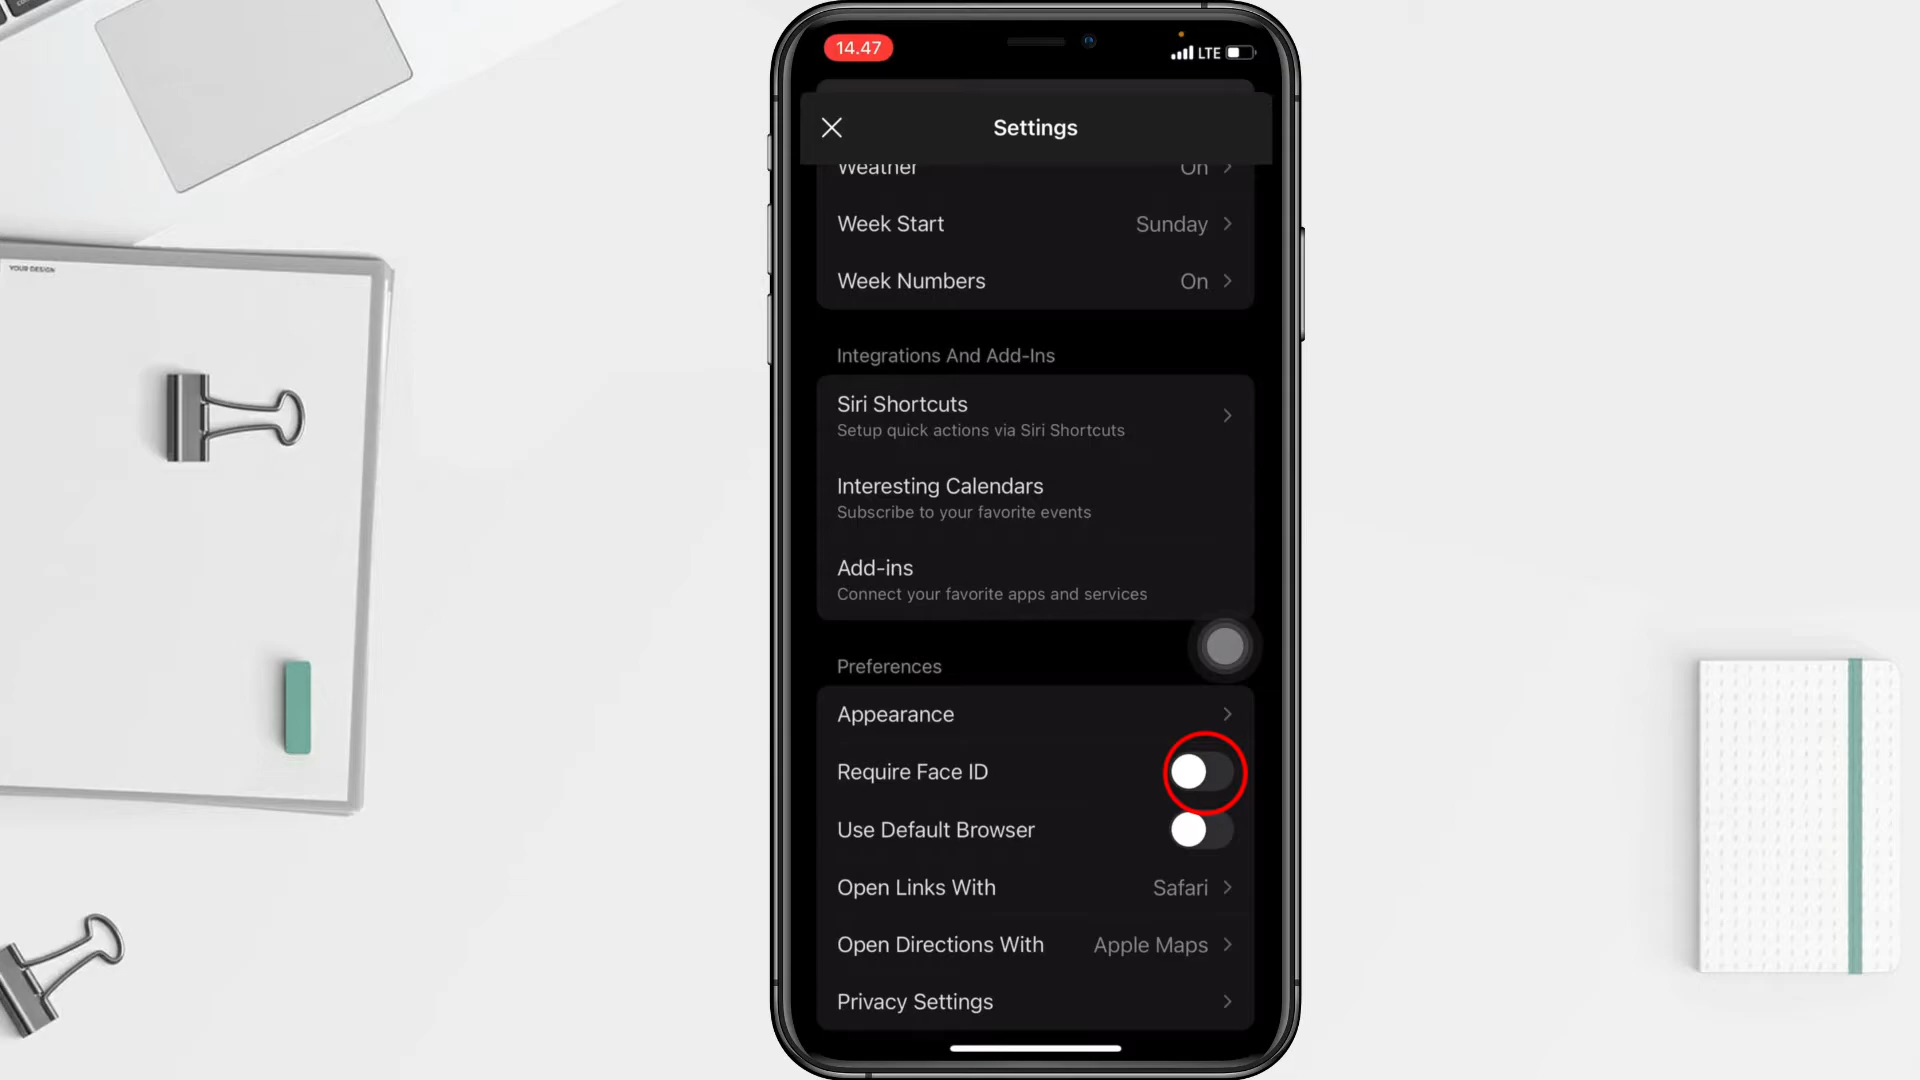 YOUR DESIGN
14.47
LTE
Settings
Weather On
Week Start Sunday
Week Numbers On
Integrations And Add-Ins
Siri Shortcuts
Setup quick actions via Siri Shortcuts
Interesting Calendars
Subscribe to your favorite events
Add-ins
Connect your favorite apps and services
Preferences
Appearance
Require Face ID
Use Default Browser
Open Links With Safari
Open Directions With Apple Maps
Privacy Settings